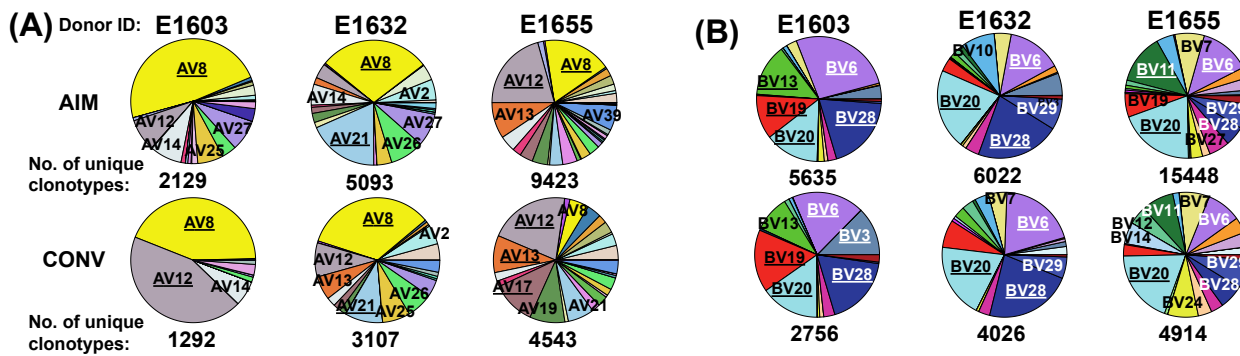 (A) Donor ID: E1603 E1632 E1655
AIM
AV8
AV12
AV14
AV25
AV27
AV8
AV14
AV2
AV27
AV21
AV26
AV12
AV8
AV13
AV39
No. of unique
clonotypes: 2129 5093 9423
CONV
AV8
AV12
AV14
AV8
AV2
AV12
AV13
AV26
AV21
AV25
AV12
AV8
AV13
AV17
AV19
AV21
No. of unique
clonotypes: 1292 3107 4543
(B) E1603 E1632 E1655
BV6
BV13
BV19
BV28
BV20
BV10
BV6
BV20
BV29
BV28
BV7
BV11
BV6
BV19
BV29
BV20
BV28
BV27
5635 6022 15448
BV6
BV13
BV3
BV19
BV28
BV20
BV7
BV6
BV20
BV29
BV28
BV7
BV11
BV6
BV12
BV14
BV29
BV20
BV28
BV24
2756 4026 4914